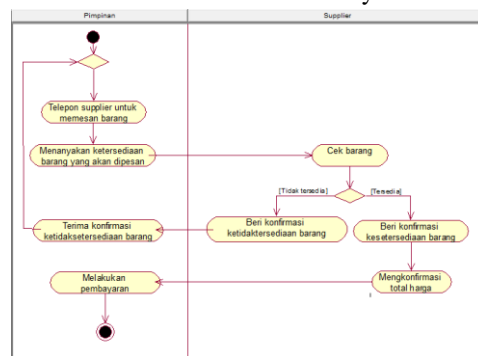 Pimpinan
Supplier
Telepon supplier untuk
memesan barang
Menanyakan ketersediaan
barang yang akan dipesan
Cek barang
[Tidak tersedia]
[Tersedia]
Terima konfirmasi
ketidaksetersediaan barang
Beri konfirmasi
ketidaktersediaan barang
Beri konfirmasi
kesetersediaan barang
Melakukan
pembayaran
Mengkonfirmasi
total harga